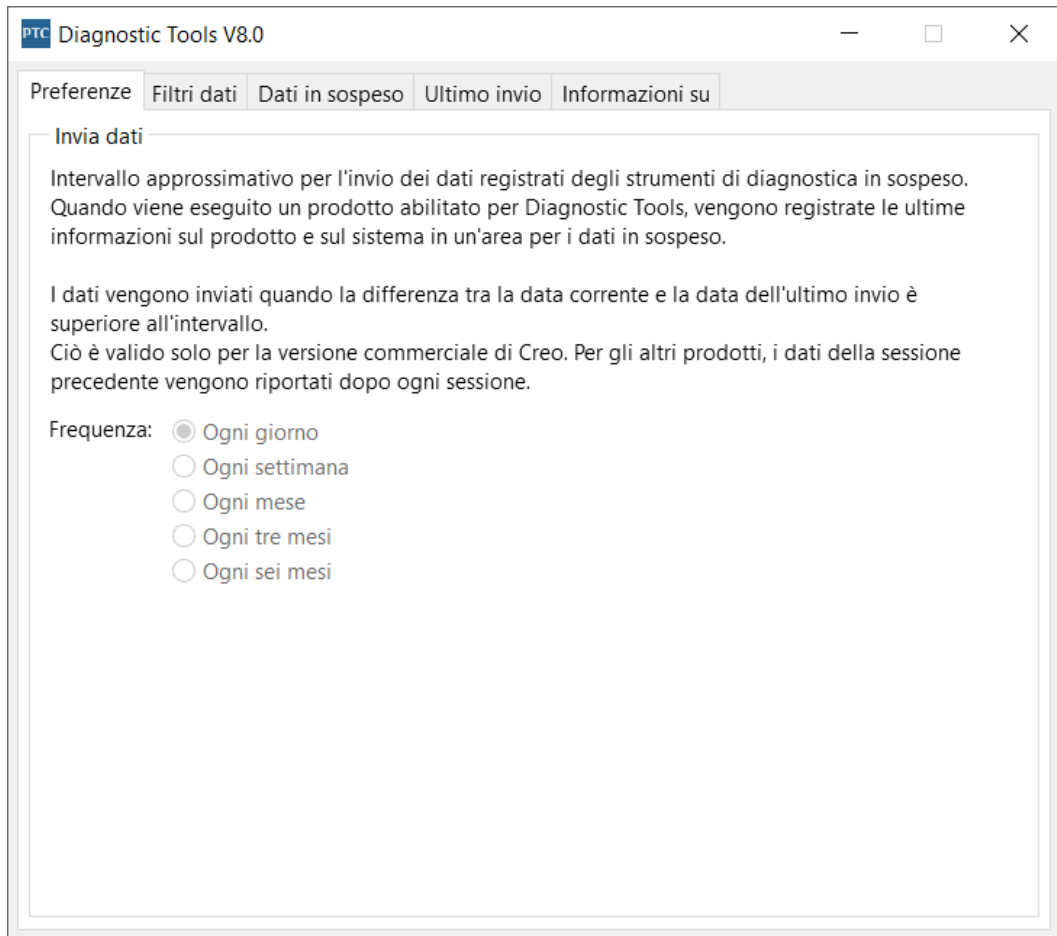 PTC Diagnostic Tools V8.0
Preferenze Filtri dati Dati in sospeso Ultimo invio Informazioni su
Invia dati
Intervallo approssimativo per l'invio dei dati registrati degli strumenti di diagnostica in sospeso.
Quando viene eseguito un prodotto abilitato per Diagnostic Tools, vengono registrate le ultime
informazioni sul prodotto e sul sistema in un'area per i dati in sospeso.
I dati vengono inviati quando la differenza tra la data corrente e la data dell'ultimo invio è
superiore all'intervallo.
Ciò è valido solo per la versione commerciale di Creo. Per gli altri prodotti, i dati della sessione
precedente vengono riportati dopo ogni sessione.
Frequenza: Ogni giorno
Ogni settimana
Ogni mese
Ogni tre mesi
Ogni sei mesi